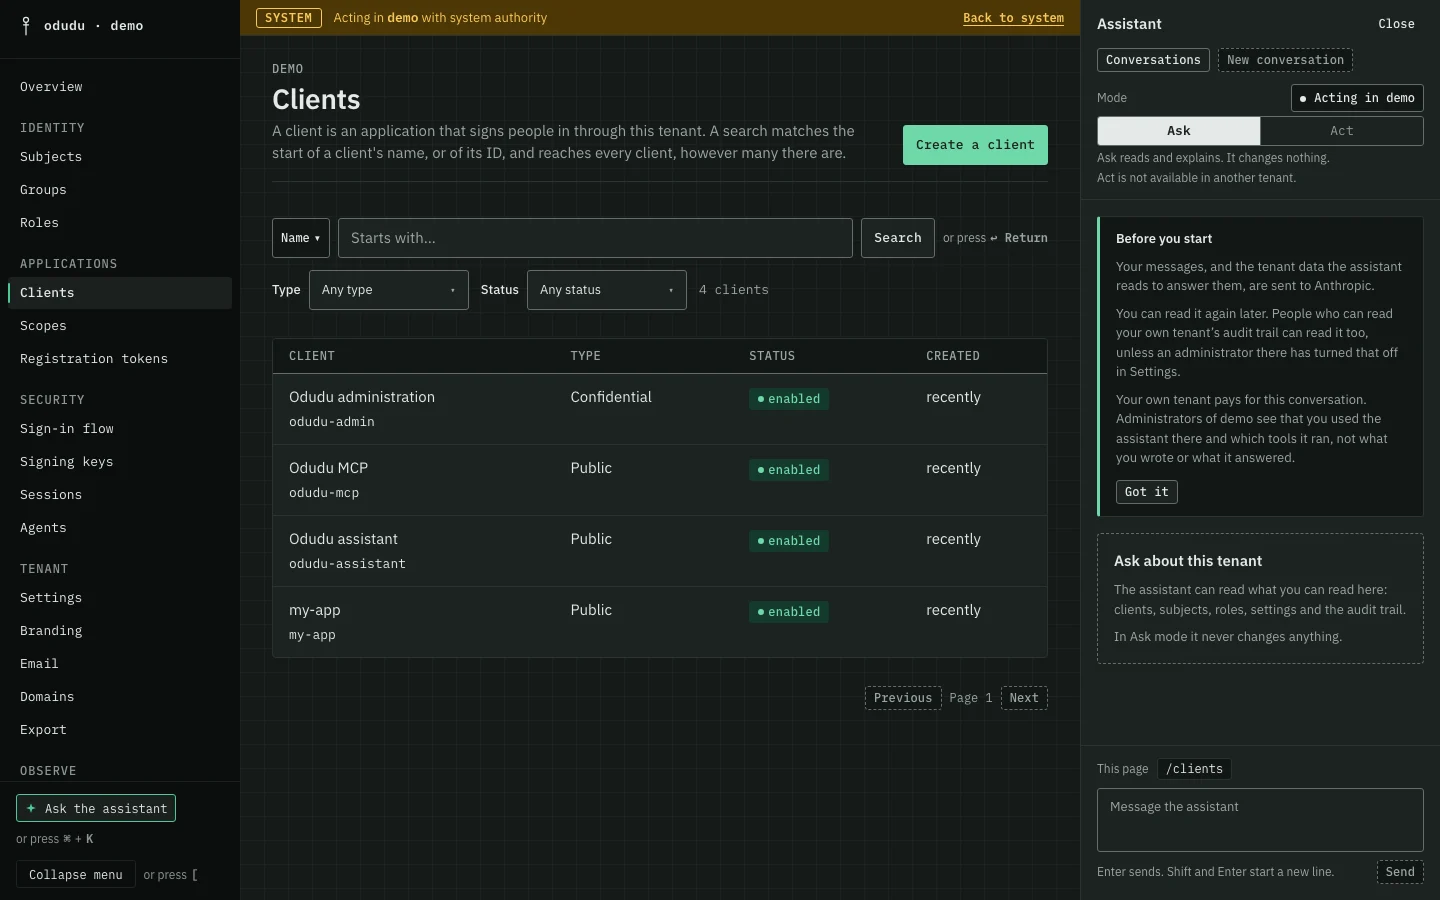 odudu · demo
Overview
IDENTITY
Subjects
Groups
Roles
APPLICATIONS
Clients
Scopes
Registration tokens
SECURITY
Sign-in flow
Signing keys
Sessions
Agents
TENANT
Settings
Branding
Email
Domains
Export
OBSERVE
Ask the assistant
or press ⌘ + K
Collapse menu or press [
SYSTEM Acting in demo with system authority Back to system
DEMO
Clients
A client is an application that signs people in through this tenant. A search matches the
start of a client's name, or of its ID, and reaches every client, however many there are.
Create a client
Name ▾ Starts with... Search or press ↩ Return
Type Any type ▾ Status Any status ▾ 4 clients
CLIENT TYPE STATUS CREATED
Odudu administration Confidential enabled recently
odudu-admin
Odudu MCP Public enabled recently
odudu-mcp
Odudu assistant Public enabled recently
odudu-assistant
my-app Public enabled recently
my-app
Previous Page 1 Next
Assistant Close
Conversations New conversation
Mode Acting in demo
Ask Act
Ask reads and explains. It changes nothing.
Act is not available in another tenant.
Before you start
Your messages, and the tenant data the assistant
reads to answer them, are sent to Anthropic.
You can read it again later. People who can read
your own tenant’s audit trail can read it too,
unless an administrator there has turned that off
in Settings.
Your own tenant pays for this conversation.
Administrators of demo see that you used the
assistant there and which tools it ran, not what
you wrote or what it answered.
Got it
Ask about this tenant
The assistant can read what you can read here:
clients, subjects, roles, settings and the audit trail.
In Ask mode it never changes anything.
This page /clients
Message the assistant
Enter sends. Shift and Enter start a new line. Send